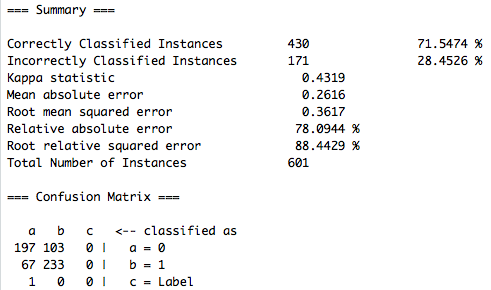 === Summary ===
Correctly Classified Instances 430 71.5474 %
Incorrectly Classified Instances 171 28.4526 %
Kappa statistic 0.4319
Mean absolute error 0.2616
Root mean squared error 0.3617
Relative absolute error 78.0944 %
Root relative squared error 88.4429 %
Total Number of Instances 601
=== Confusion Matrix ===
a b c <-- classified as
197 103 0 | a = 0
67 233 0 | b = 1
1 0 0 | c = Label